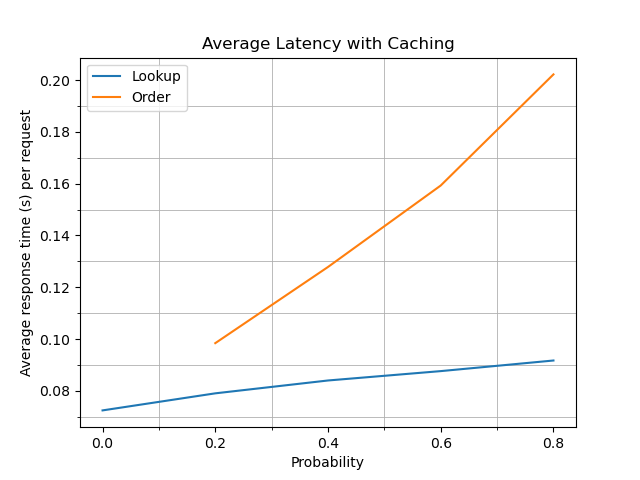 Average Latency with Caching
Lookup
Order
0.20
0.18
0.16
0.14
0.12
0.10
0.08
Average response time (s) per request
0.0 0.2 0.4 0.6 0.8
Probability